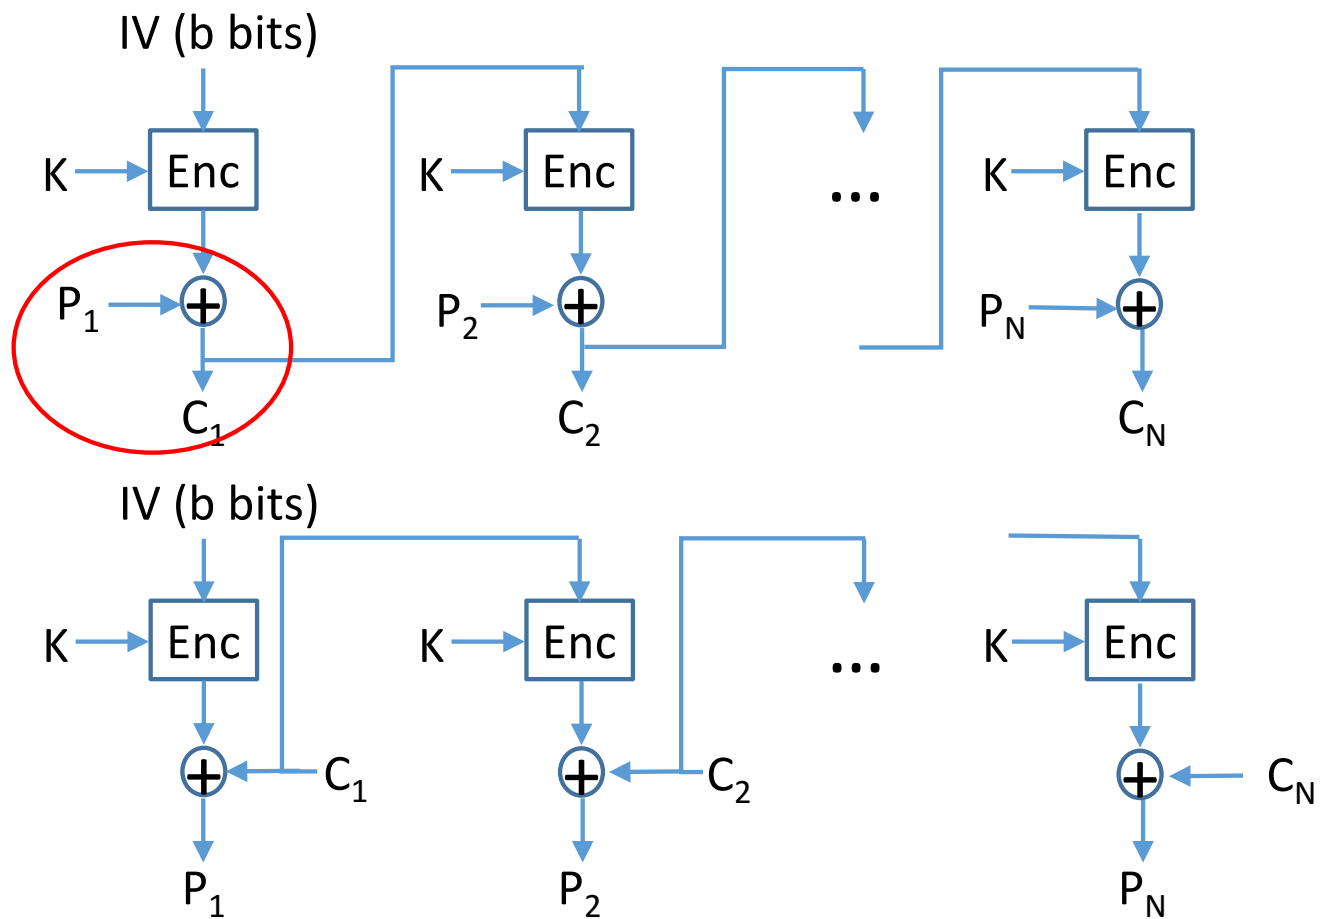 IV (b bits)
K Enc K Enc ... K Enc
P1 + P2 + PN +
C1 C2 CN
IV (b bits)
K Enc K Enc ... K Enc
+ C1 + C2 + CN
P1 P2 PN